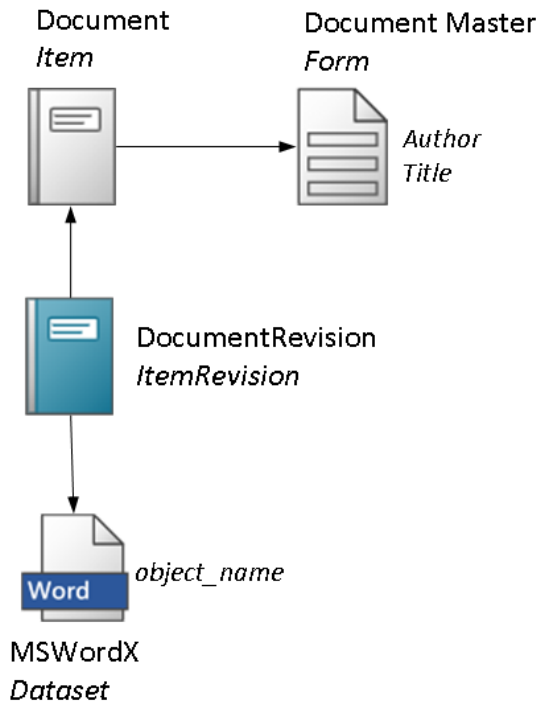 Document
Item
Document Master
Form
Author
Title
DocumentRevision
ItemRevision
Word
object_name
MSWordX
Dataset